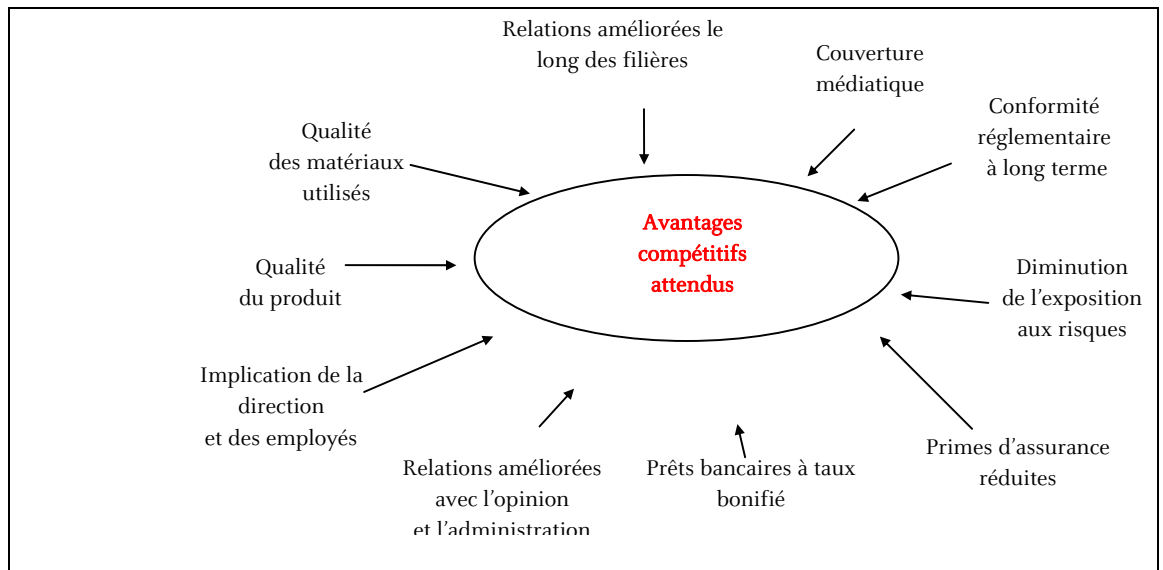 Relations améliorées le
long des filières
Couverture
médiatique
Conformité
réglementaire
à long terme
Qualité
des matériaux
utilisés
Avantages
compétitifs
attendus
Qualité
du produit
Diminution
de l'exposition
aux risques
Implication de la
direction
et des employés
Relations améliorées
avec l'opinion
et l'administration
Prêts bancaires à taux
bonifié
Primes d'assurance
réduites